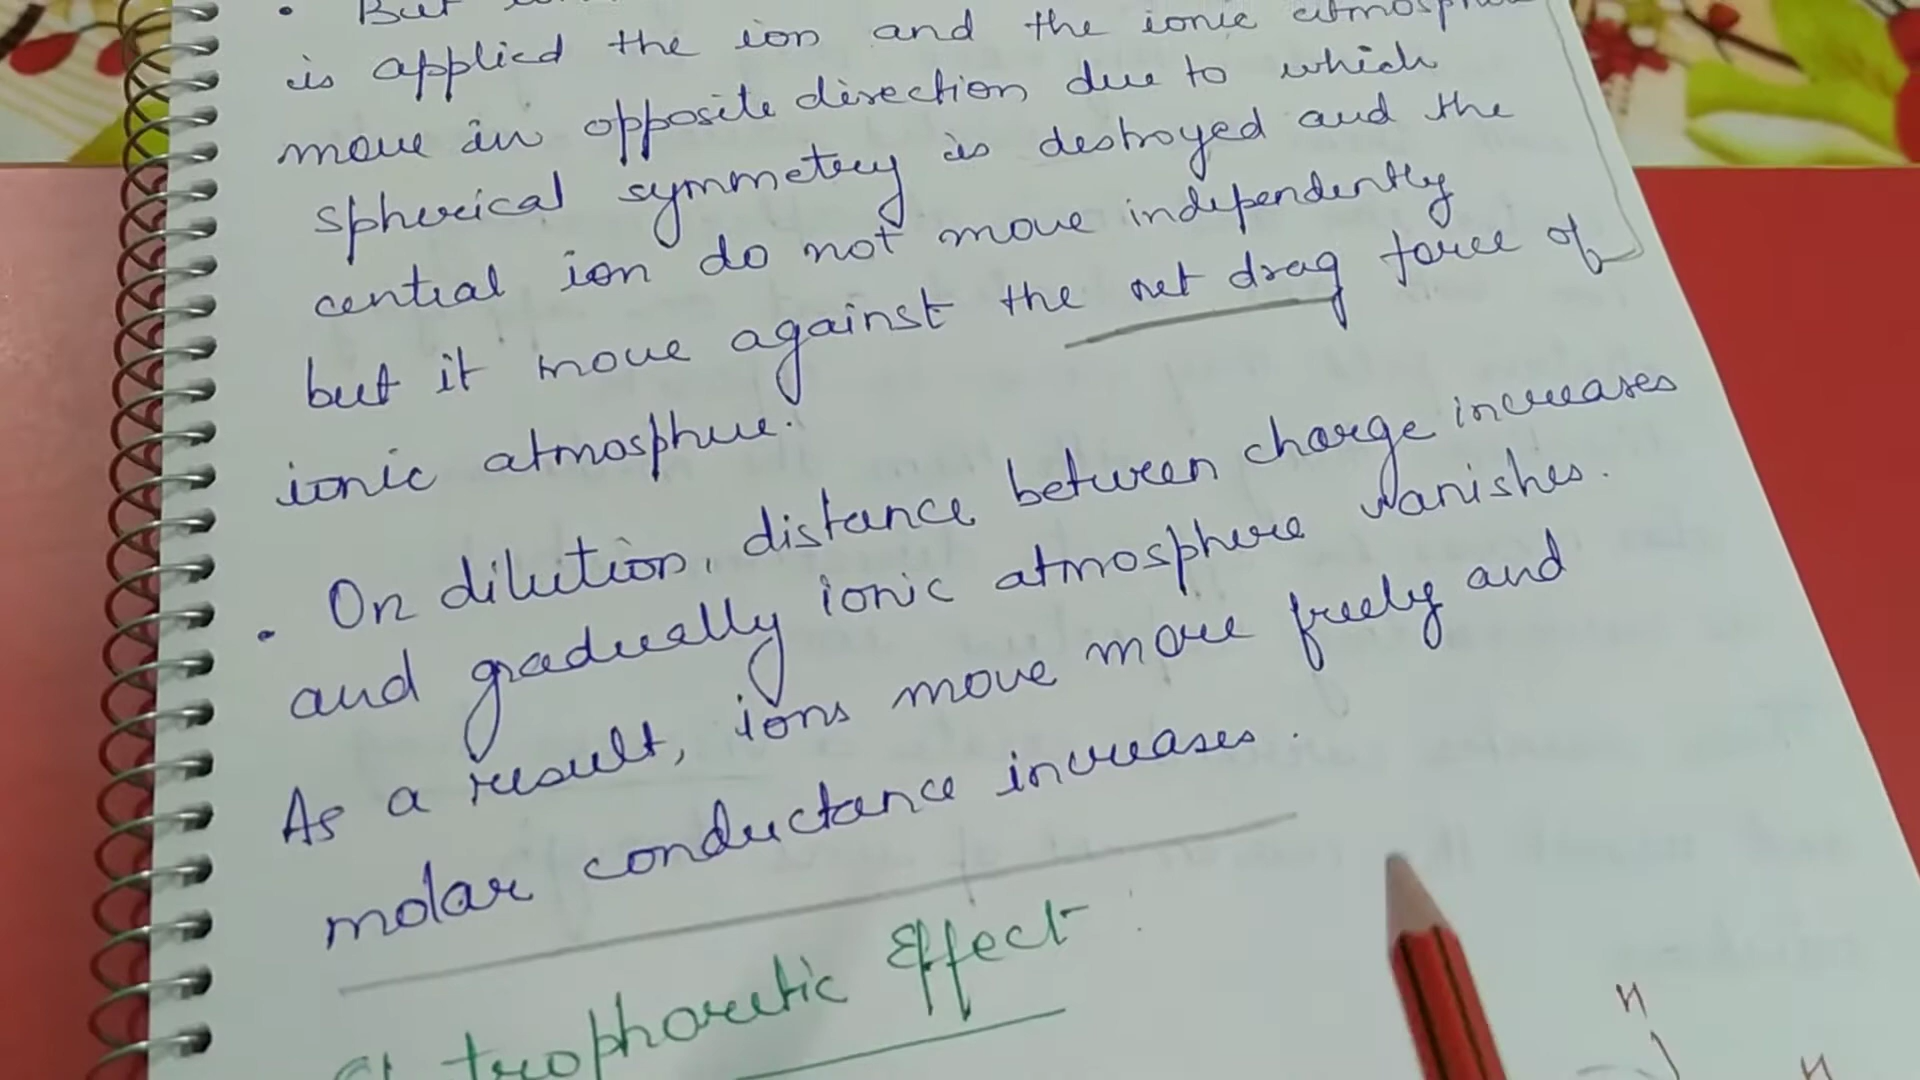 • But
is applied the ion and the ionic atmosphe
move in opposite direction due to which
spherical symmetry is destroyed and the
central ion do not move independently
but it move against the net drag force of
ionic atmosphere.
• On dilution, distance between charge increases
and gradually ionic atmosphere vanishes.
As a result, ions move more freely and
molar conductance increases.
trophoretic Effect
H
H